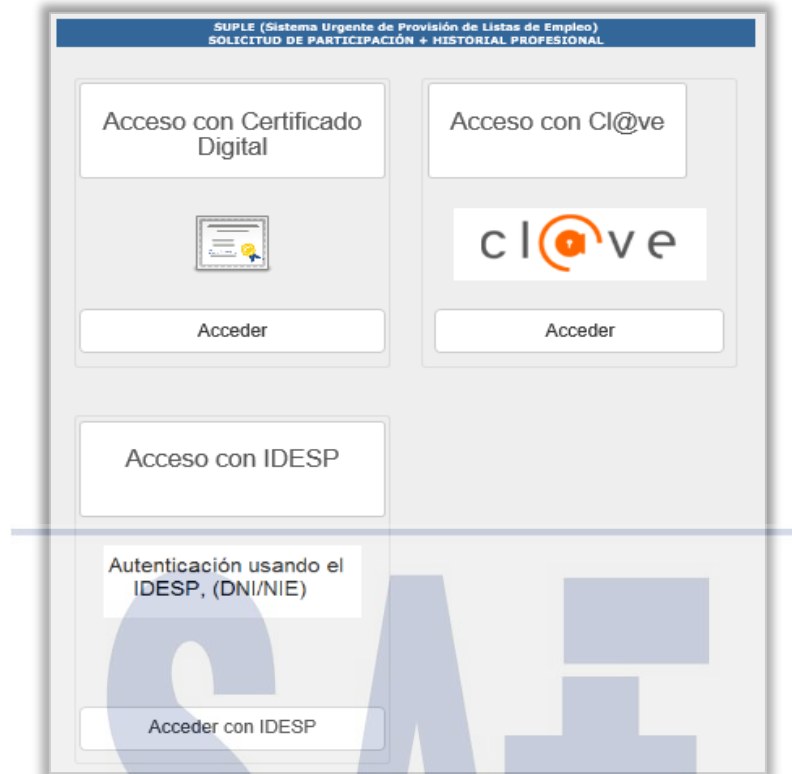 SUPLE (Sistema Urgente de Provisión de Listas de Empleo)
SOLICITUD DE PARTICIPACIÓN + HISTORIAL PROFESIONAL
Acceso con Certificado
Digital
Acceder
Acceso con Cl@ve
cl@ve
Acceder
Acceso con IDESP
Autenticación usando el
IDESP, (DNI/NIE)
Acceder con IDESP